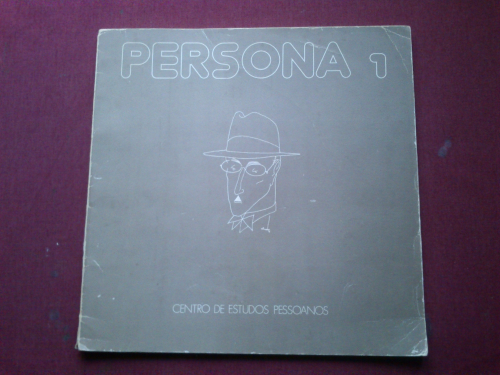 PERSONA 1
CENTRO DE ESTUDOS PESSOANOS